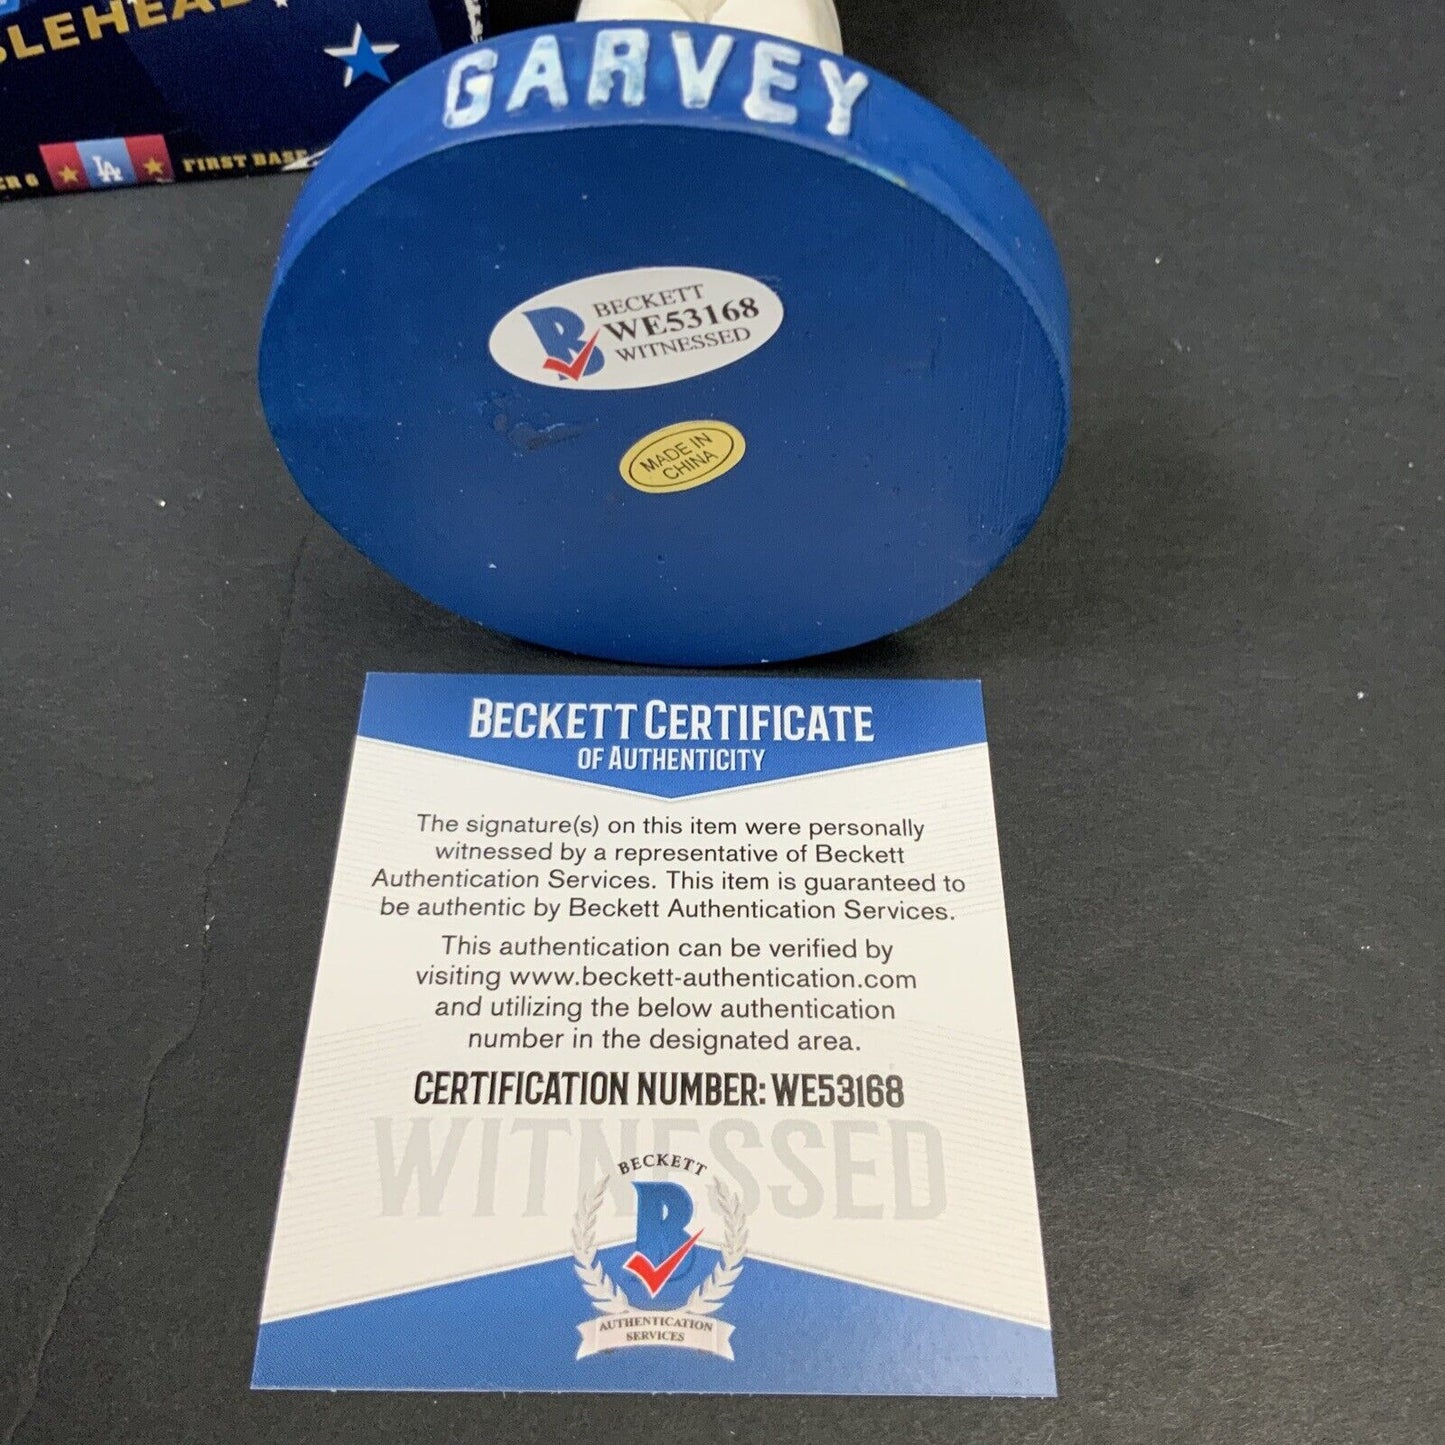 LA
FIRST BASE
GARVEY
BECKETT
WE53168
WITNESSED
MADE IN
CHINA
BECKETT CERTIFICATE
OF AUTHENTICITY
The signature(s) on this item were personally
witnessed by a representative of Beckett
Authentication Services. This item is guaranteed to
be authentic by Beckett Authentication Services.
This authentication can be verified by
visiting www.beckett-authentication.com
and utilizing the below authentication
number in the designated area.
CERTIFICATION NUMBER: WE53168
WITNESSED
BECKETT
B
AUTHENTICATION
SERVICES